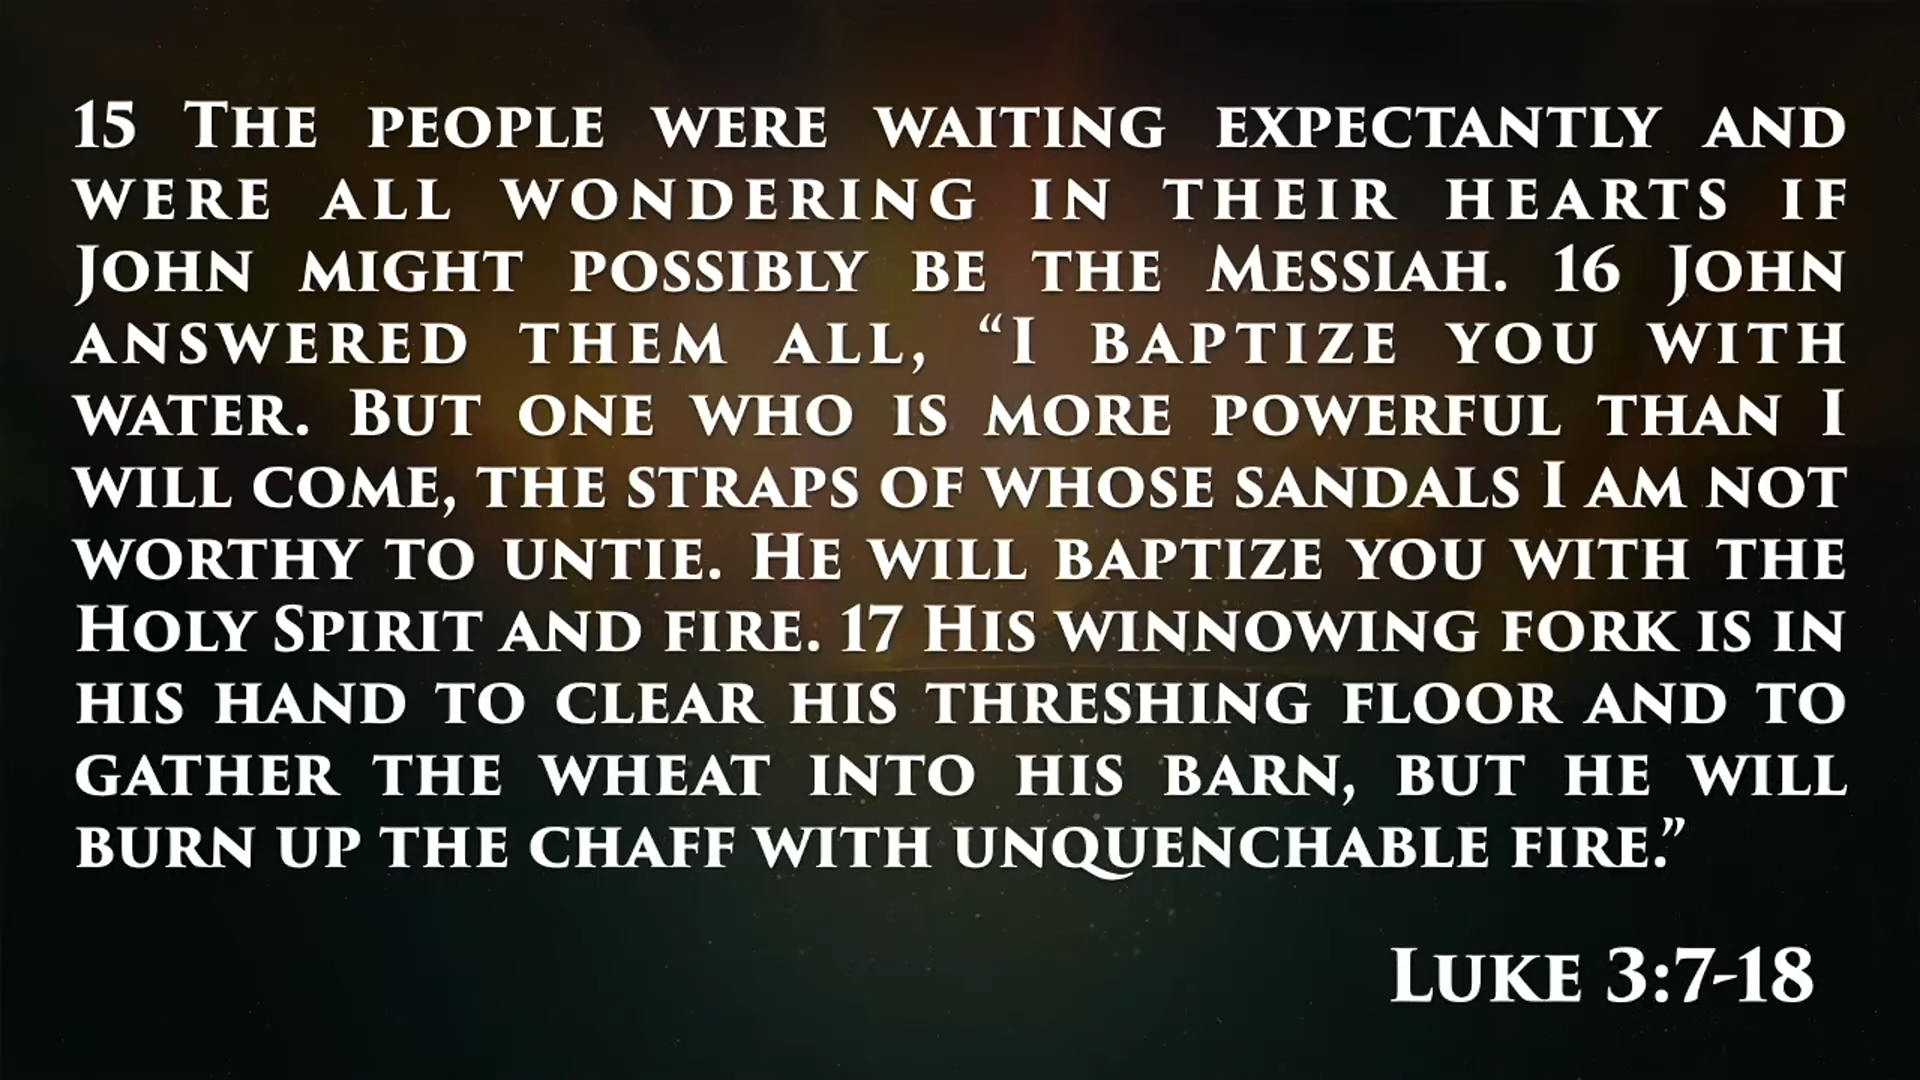 15 The people were waiting expectantly and
were all wondering in their hearts if
John might possibly be the Messiah. 16 John
answered them all, “I baptize you with
water. But one who is more powerful than I
will come, the straps of whose sandals I am not
worthy to untie. He will baptize you with the
Holy Spirit and fire. 17 His winnowing fork is in
his hand to clear his threshing floor and to
gather the wheat into his barn, but he will
burn up the chaff with unquenchable fire.”
Luke 3:7-18